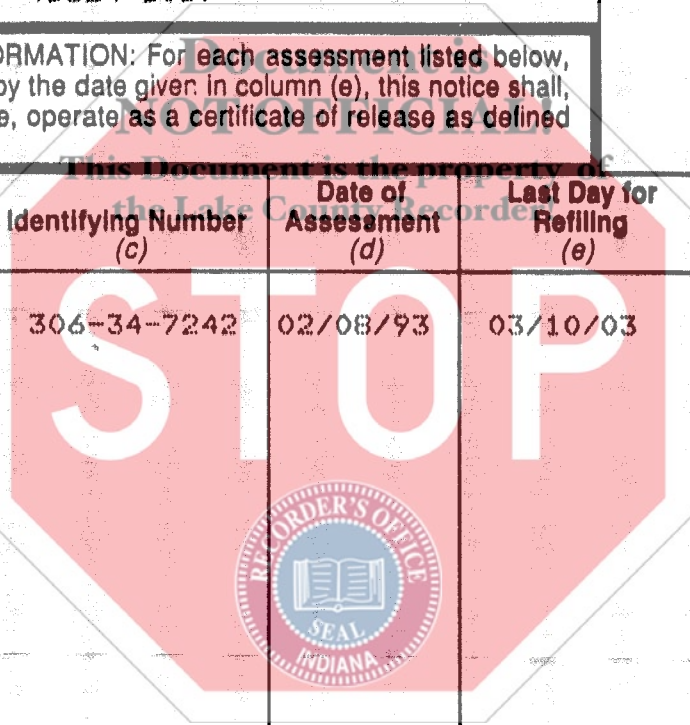 ORMATION: For each assessment listed below,
by the date given in column (e), this notice shall,
e, operate as a certificate of release as defined
Document is
NOT OFFICIAL!
This Document is the property of
the Lake County Recorder!
Identifying Number
(c)
Date of
Assessment
(d)
Last Day for
Refiling
(e)
306-34-7242 02/08/93 03/10/03
STOP
RECORDER'S OFFICE
SEAL
INDIANA